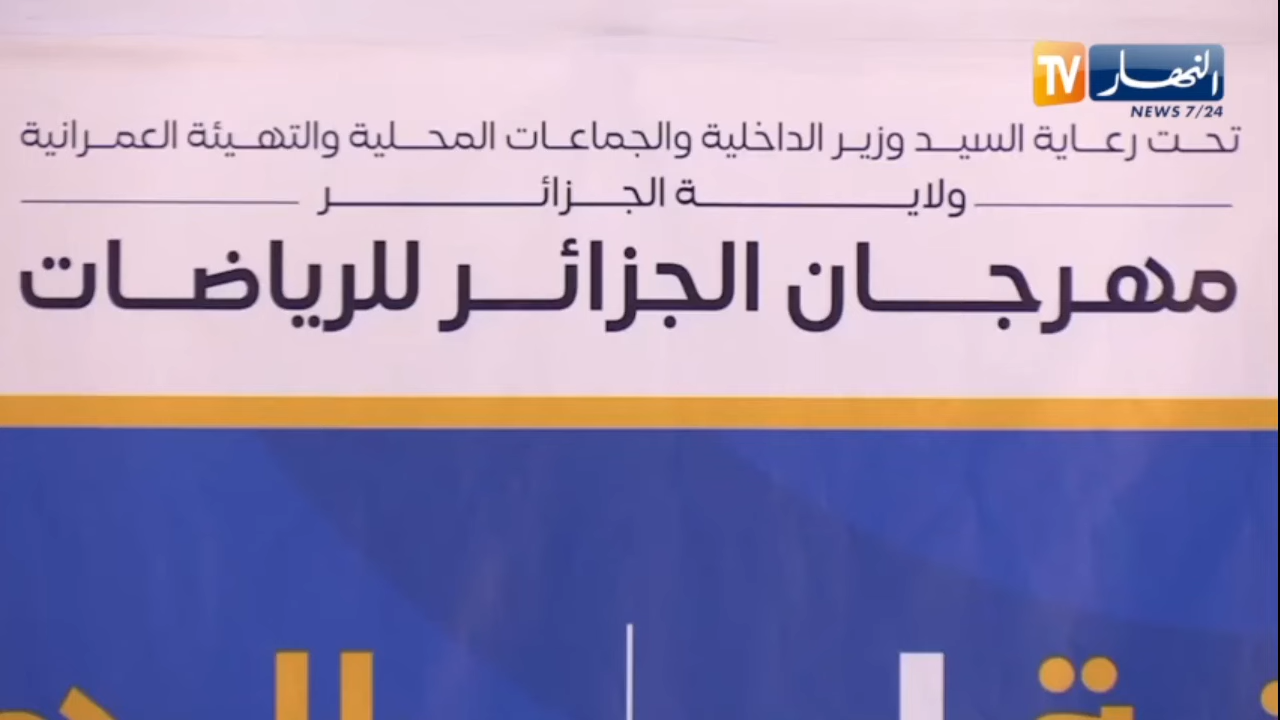 النهار TV
NEWS 7/24
تحت رعاية السيد وزير الداخلية والجماعات المحلية والتهيئة العمرانية
ولاية الجزائر
مهرجان الجزائر للرياضات